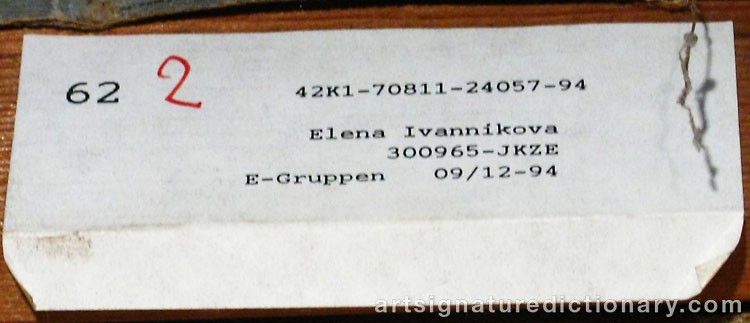 62 2 42K1-70811-24057-94
Elena Ivannikova
300965-JKZE
E-Gruppen 09/12-94
artsignaturedictionary.com